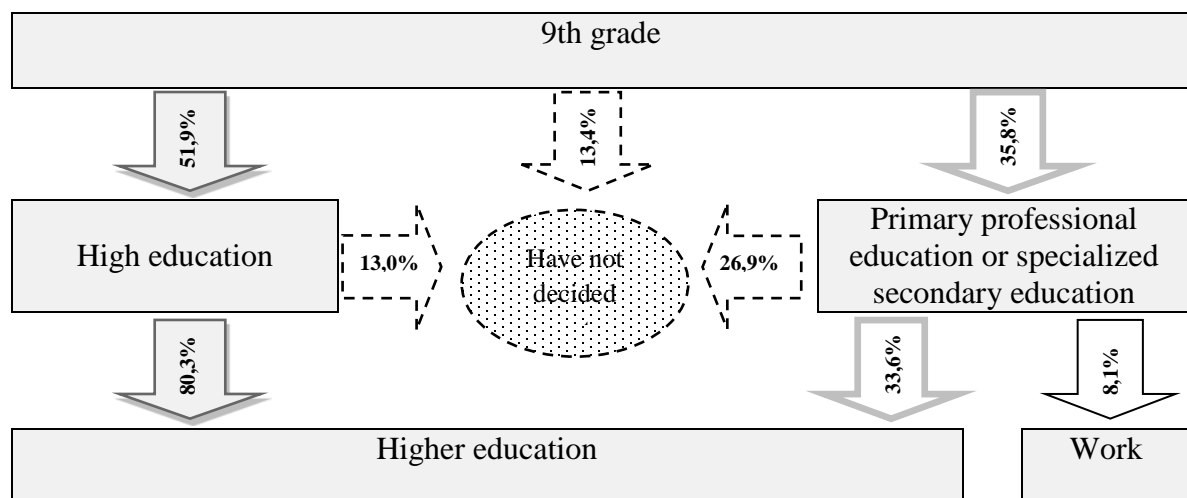 9th grade
51,9%
13,4%
35,8%
High education
13,0%
Have not
decided
26,9%
Primary professional
education or specialized
secondary education
80,3%
33,6%
8,1%
Higher education
Work